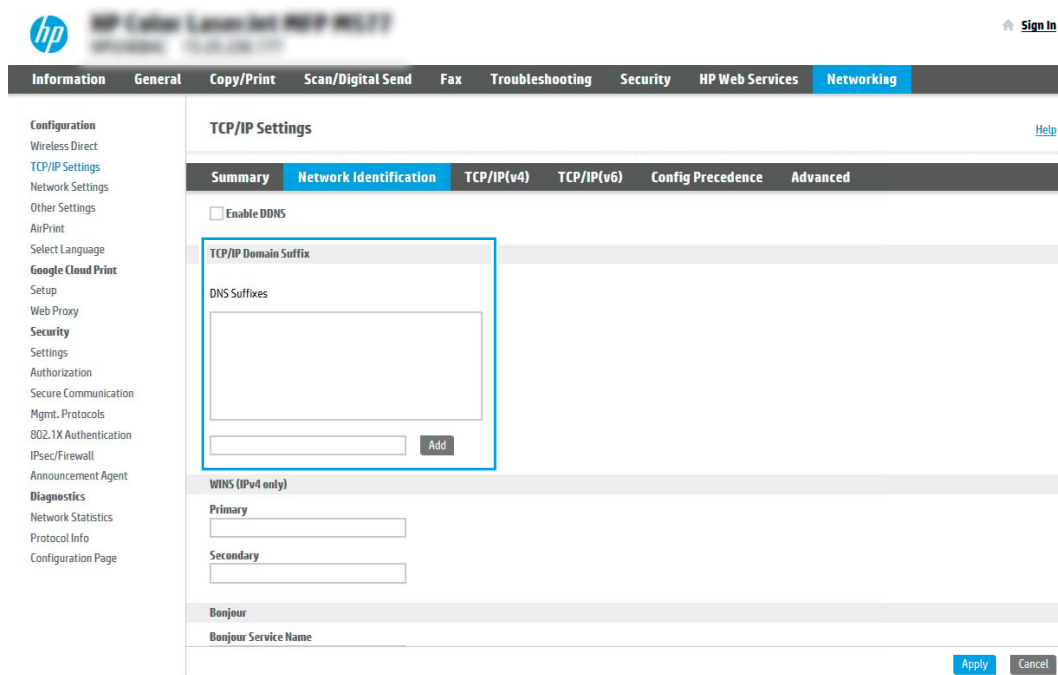 hp
Sign In
Information General Copy/Print Scan/Digital Send Fax Troubleshooting Security HP Web Services Networking
Configuration
Wireless Direct
TCP/IP Settings
Network Settings
Other Settings
AirPrint
Select Language
Google Cloud Print
Setup
Web Proxy
Security
Settings
Authorization
Secure Communication
Mgmt. Protocols
802.1X Authentication
IPsec/Firewall
Announcement Agent
Diagnostics
Network Statistics
Protocol Info
Configuration Page
TCP/IP Settings
Help
Summary Network Identification TCP/IP(v4) TCP/IP(v6) Config Precedence Advanced
Enable DDNS
TCP/IP Domain Suffix
DNS Suffixes
Add
WINS (IPv4 only)
Primary
Secondary
Bonjour
Bonjour Service Name
Apply Cancel